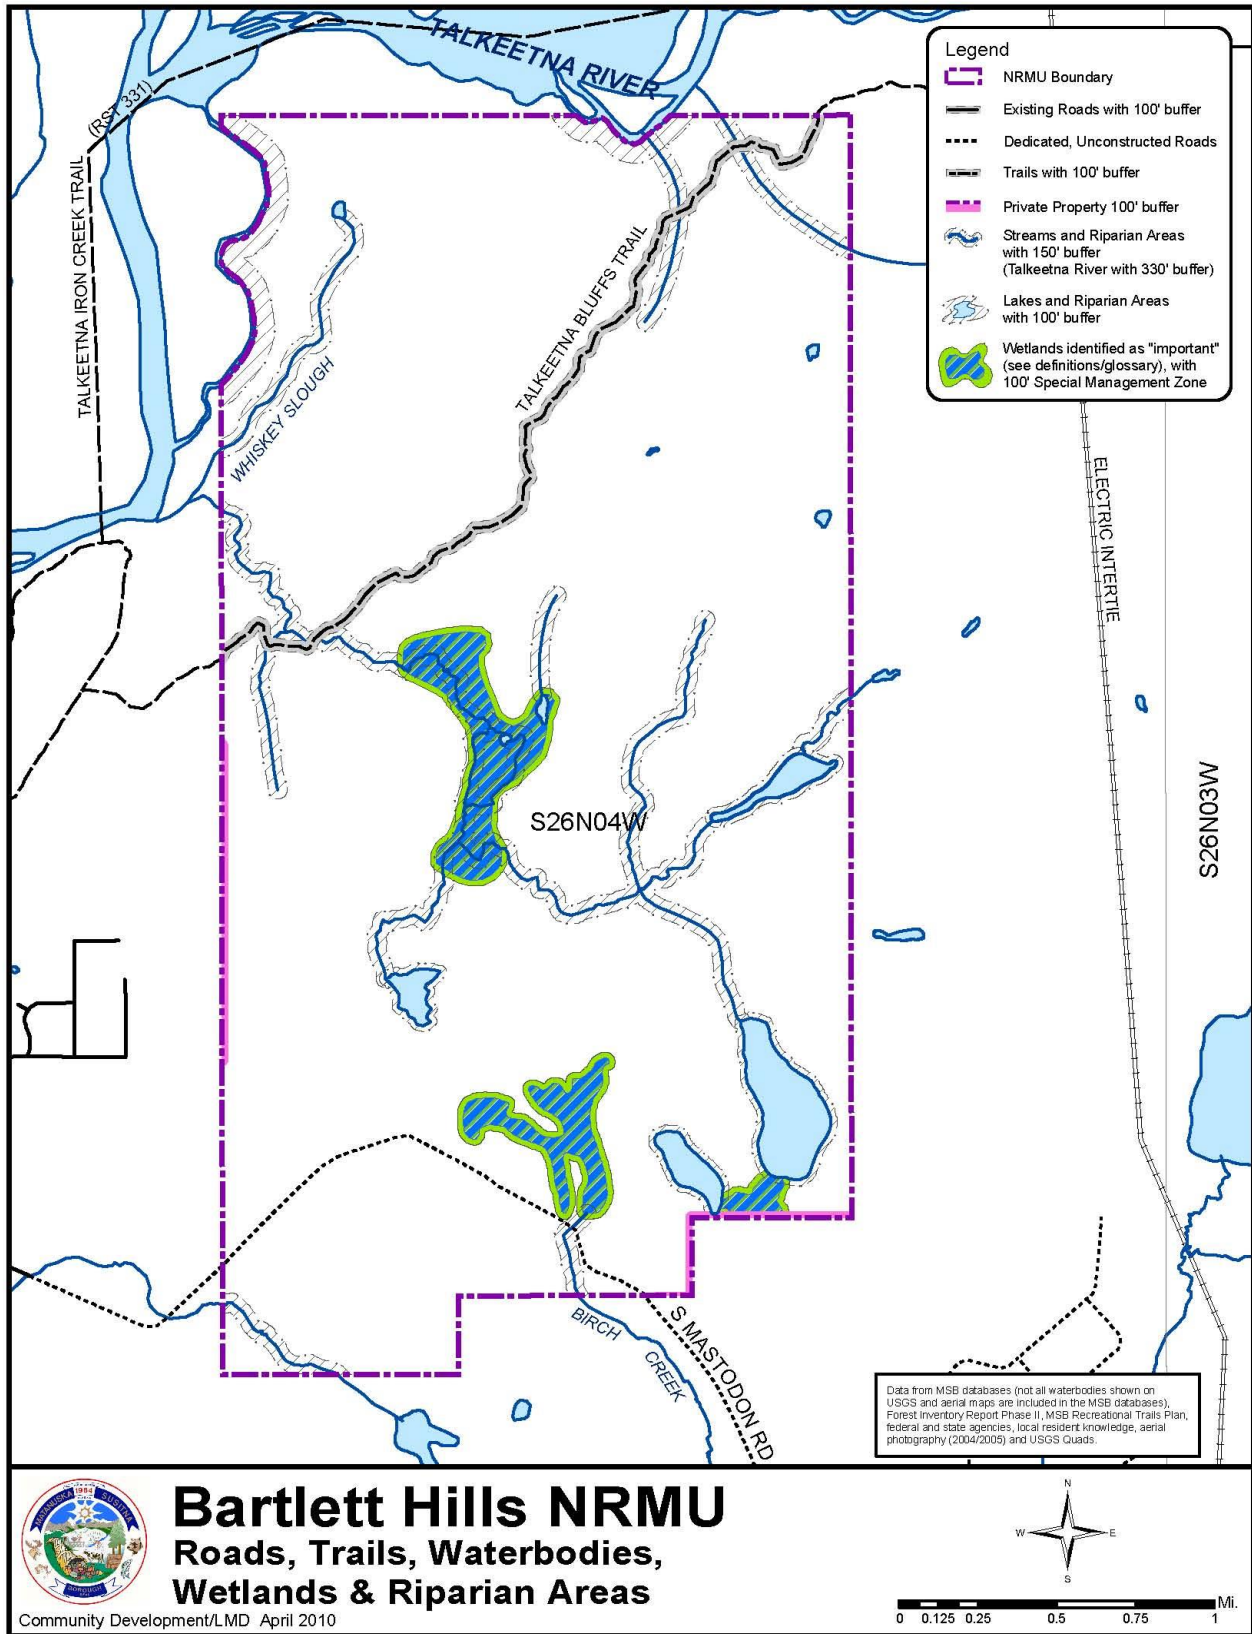 TALKEETNA RIVER
(RST 331)
TALKEETNA IRON CREEK TRAIL
TALKEETNA BLUFFS TRAIL
WHISKEY SLOUGH
Legend
NRMU Boundary
Existing Roads with 100' buffer
Dedicated, Unconstructed Roads
Trails with 100' buffer
Private Property 100' buffer
Streams and Riparian Areas
with 150' buffer
(Talkeetna River with 330' buffer)
Lakes and Riparian Areas
with 100' buffer
Wetlands identified as "important"
(see definitions/glossary), with
100' Special Management Zone
ELECTRIC INTERTIE
S26N04W
S26N03W
BIRCH
CREEK
S MASTODON RD
Data from MSB databases (not all waterbodies shown on
USGS and aerial maps are included in the MSB databases),
Forest Inventory Report Phase II, MSB Recreational Trails Plan,
federal and state agencies, local resident knowledge, aerial
photography (2004/2005) and USGS Quads.
MATANUSKA SUSITNA
1964
BOROUGH
Bartlett Hills NRMU
Roads, Trails, Waterbodies,
Wetlands & Riparian Areas
Community Development/LMD April 2010
N
W E
S
0 0.125 0.25 0.5 0.75 1 Mi.